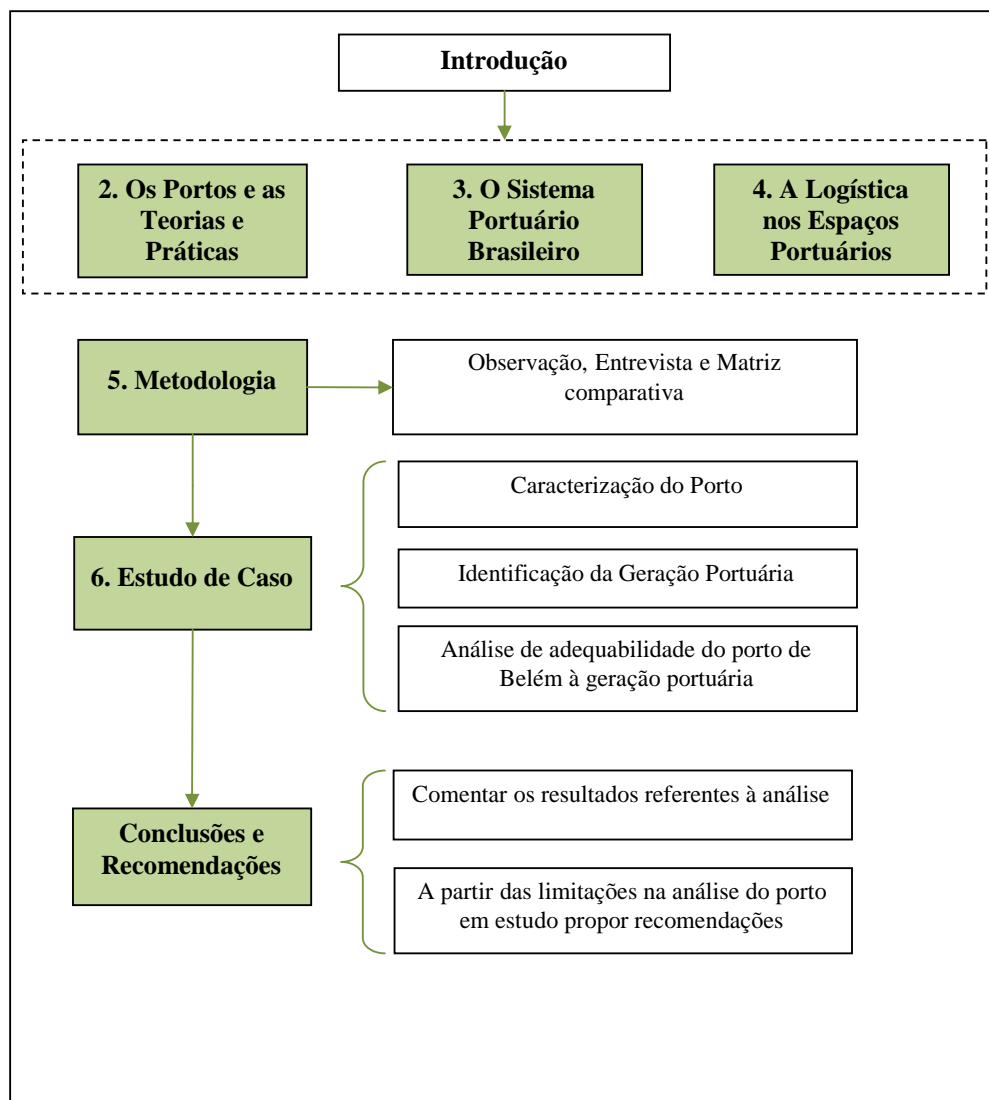 Introdução
2. Os Portos e as
Teorias e
Práticas
3. O Sistema
Portuário
Brasileiro
4. A Logística
nos Espaços
Portuários
5. Metodologia
Observação, Entrevista e Matriz
comparativa
6. Estudo de Caso
Caracterização do Porto
Identificação da Geração Portuária
Análise de adequabilidade do porto de
Belém à geração portuária
Conclusões e
Recomendações
Comentar os resultados referentes à análise
A partir das limitações na análise do porto
em estudo propor recomendações